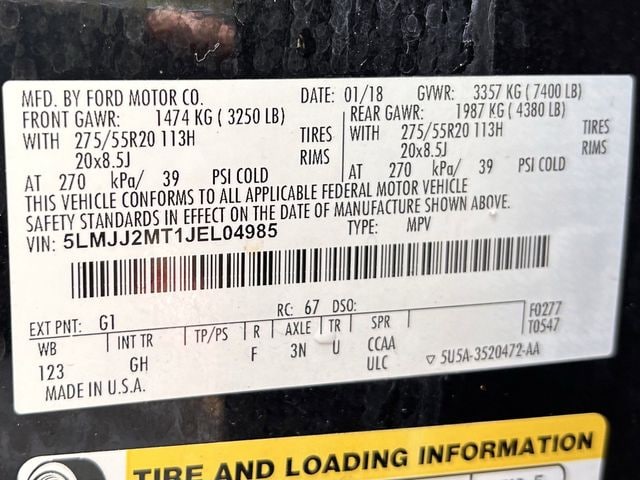 MFD. BY FORD MOTOR CO. DATE: 01/18 GVWR: 3357 KG ( 7400 LB)
FRONT GAWR: 1474 KG ( 3250 LB) REAR GAWR: 1987 KG ( 4380 LB)
WITH 275/55R20 113H TIRES WITH 275/55R20 113H TIRES
20x8.5J RIMS 20x8.5J RIMS
AT 270 kPa/ 39 PSI COLD AT 270 kPa/ 39 PSI COLD
THIS VEHICLE CONFORMS TO ALL APPLICABLE FEDERAL MOTOR VEHICLE
SAFETY STANDARDS IN EFFECT ON THE DATE OF MANUFACTURE SHOWN ABOVE.
VIN: 5LMJJ2MT1JEL04985 TYPE: MPV
EXT PNT: G1 RC: 67 DSO: F0277
WB INT TR TP/PS R AXLE TR SPR T0547
123 GH F 3N U CCAA
ULC 5U5A-3520472-AA
MADE IN U.S.A.
TIRE AND LOADING INFORMATION